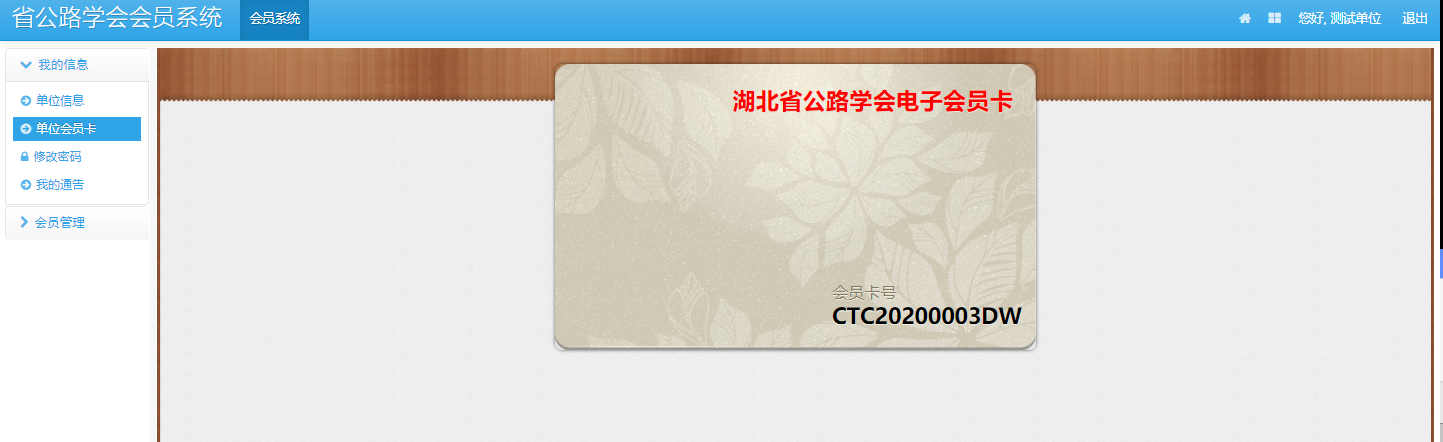 省公路学会会员系统
会员系统
您好, 测试单位
退出
我的信息
单位信息
单位会员卡
修改密码
我的通告
会员管理
湖北省公路学会电子会员卡
会员卡号
CTC20200003DW